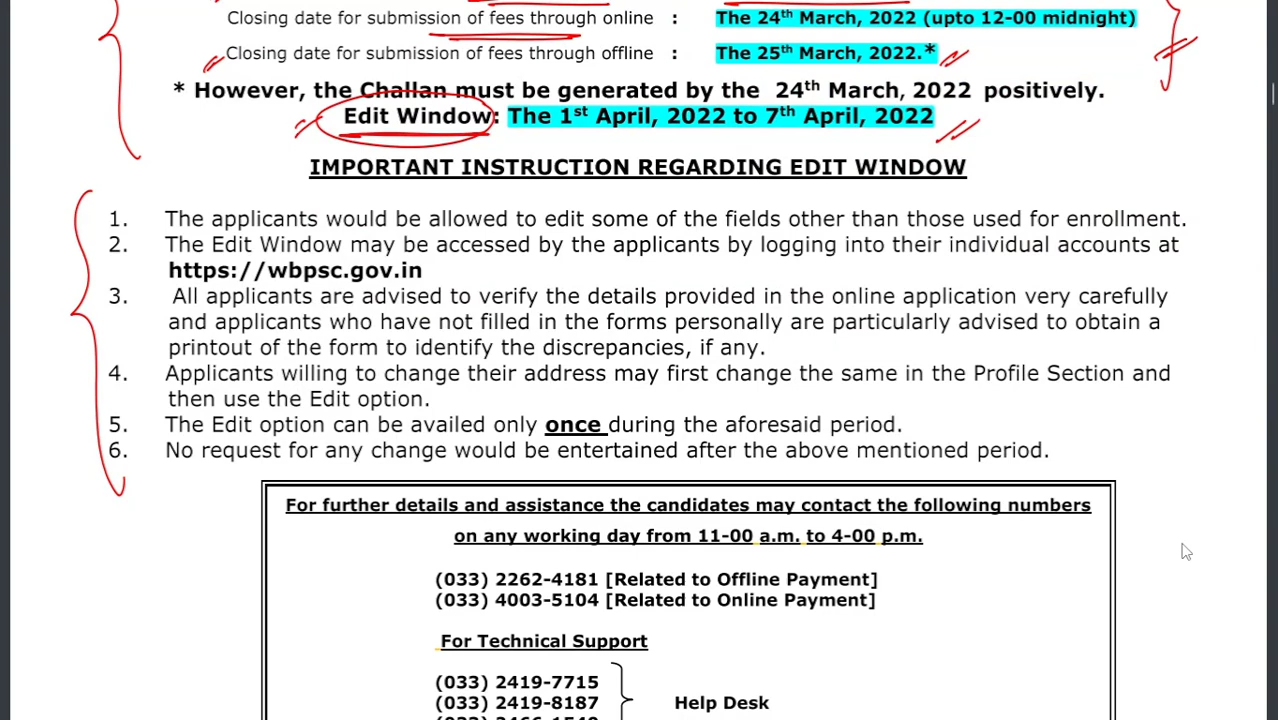 Closing date for submission of fees through online : The 24th March, 2022 (upto 12-00 midnight)
Closing date for submission of fees through offline : The 25th March, 2022.*
* However, the Challan must be generated by the 24th March, 2022 positively.
Edit Window: The 1st April, 2022 to 7th April, 2022
IMPORTANT INSTRUCTION REGARDING EDIT WINDOW
1. The applicants would be allowed to edit some of the fields other than those used for enrollment.
2. The Edit Window may be accessed by the applicants by logging into their individual accounts at
https://wbpsc.gov.in
3. All applicants are advised to verify the details provided in the online application very carefully
and applicants who have not filled in the forms personally are particularly advised to obtain a
printout of the form to identify the discrepancies, if any.
4. Applicants willing to change their address may first change the same in the Profile Section and
then use the Edit option.
5. The Edit option can be availed only once during the aforesaid period.
6. No request for any change would be entertained after the above mentioned period.
For further details and assistance the candidates may contact the following numbers
on any working day from 11-00 a.m. to 4-00 p.m.
(033) 2262-4181 [Related to Offline Payment]
(033) 4003-5104 [Related to Online Payment]
For Technical Support
(033) 2419-7715
(033) 2419-8187 Help Desk